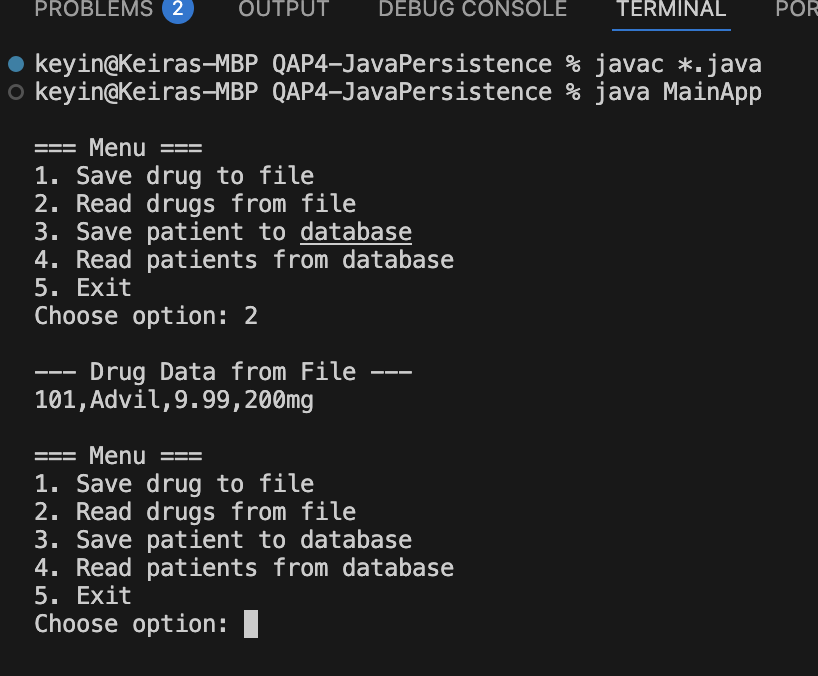 PROBLEMS 2 OUTPUT DEBUG CONSOLE TERMINAL POR
keyin@Keiras-MBP QAP4-JavaPersistence % javac *.java
keyin@Keiras-MBP QAP4-JavaPersistence % java MainApp
=== Menu ===
1. Save drug to file
2. Read drugs from file
3. Save patient to database
4. Read patients from database
5. Exit
Choose option: 2
--- Drug Data from File ---
101,Advil,9.99,200mg
=== Menu ===
1. Save drug to file
2. Read drugs from file
3. Save patient to database
4. Read patients from database
5. Exit
Choose option: